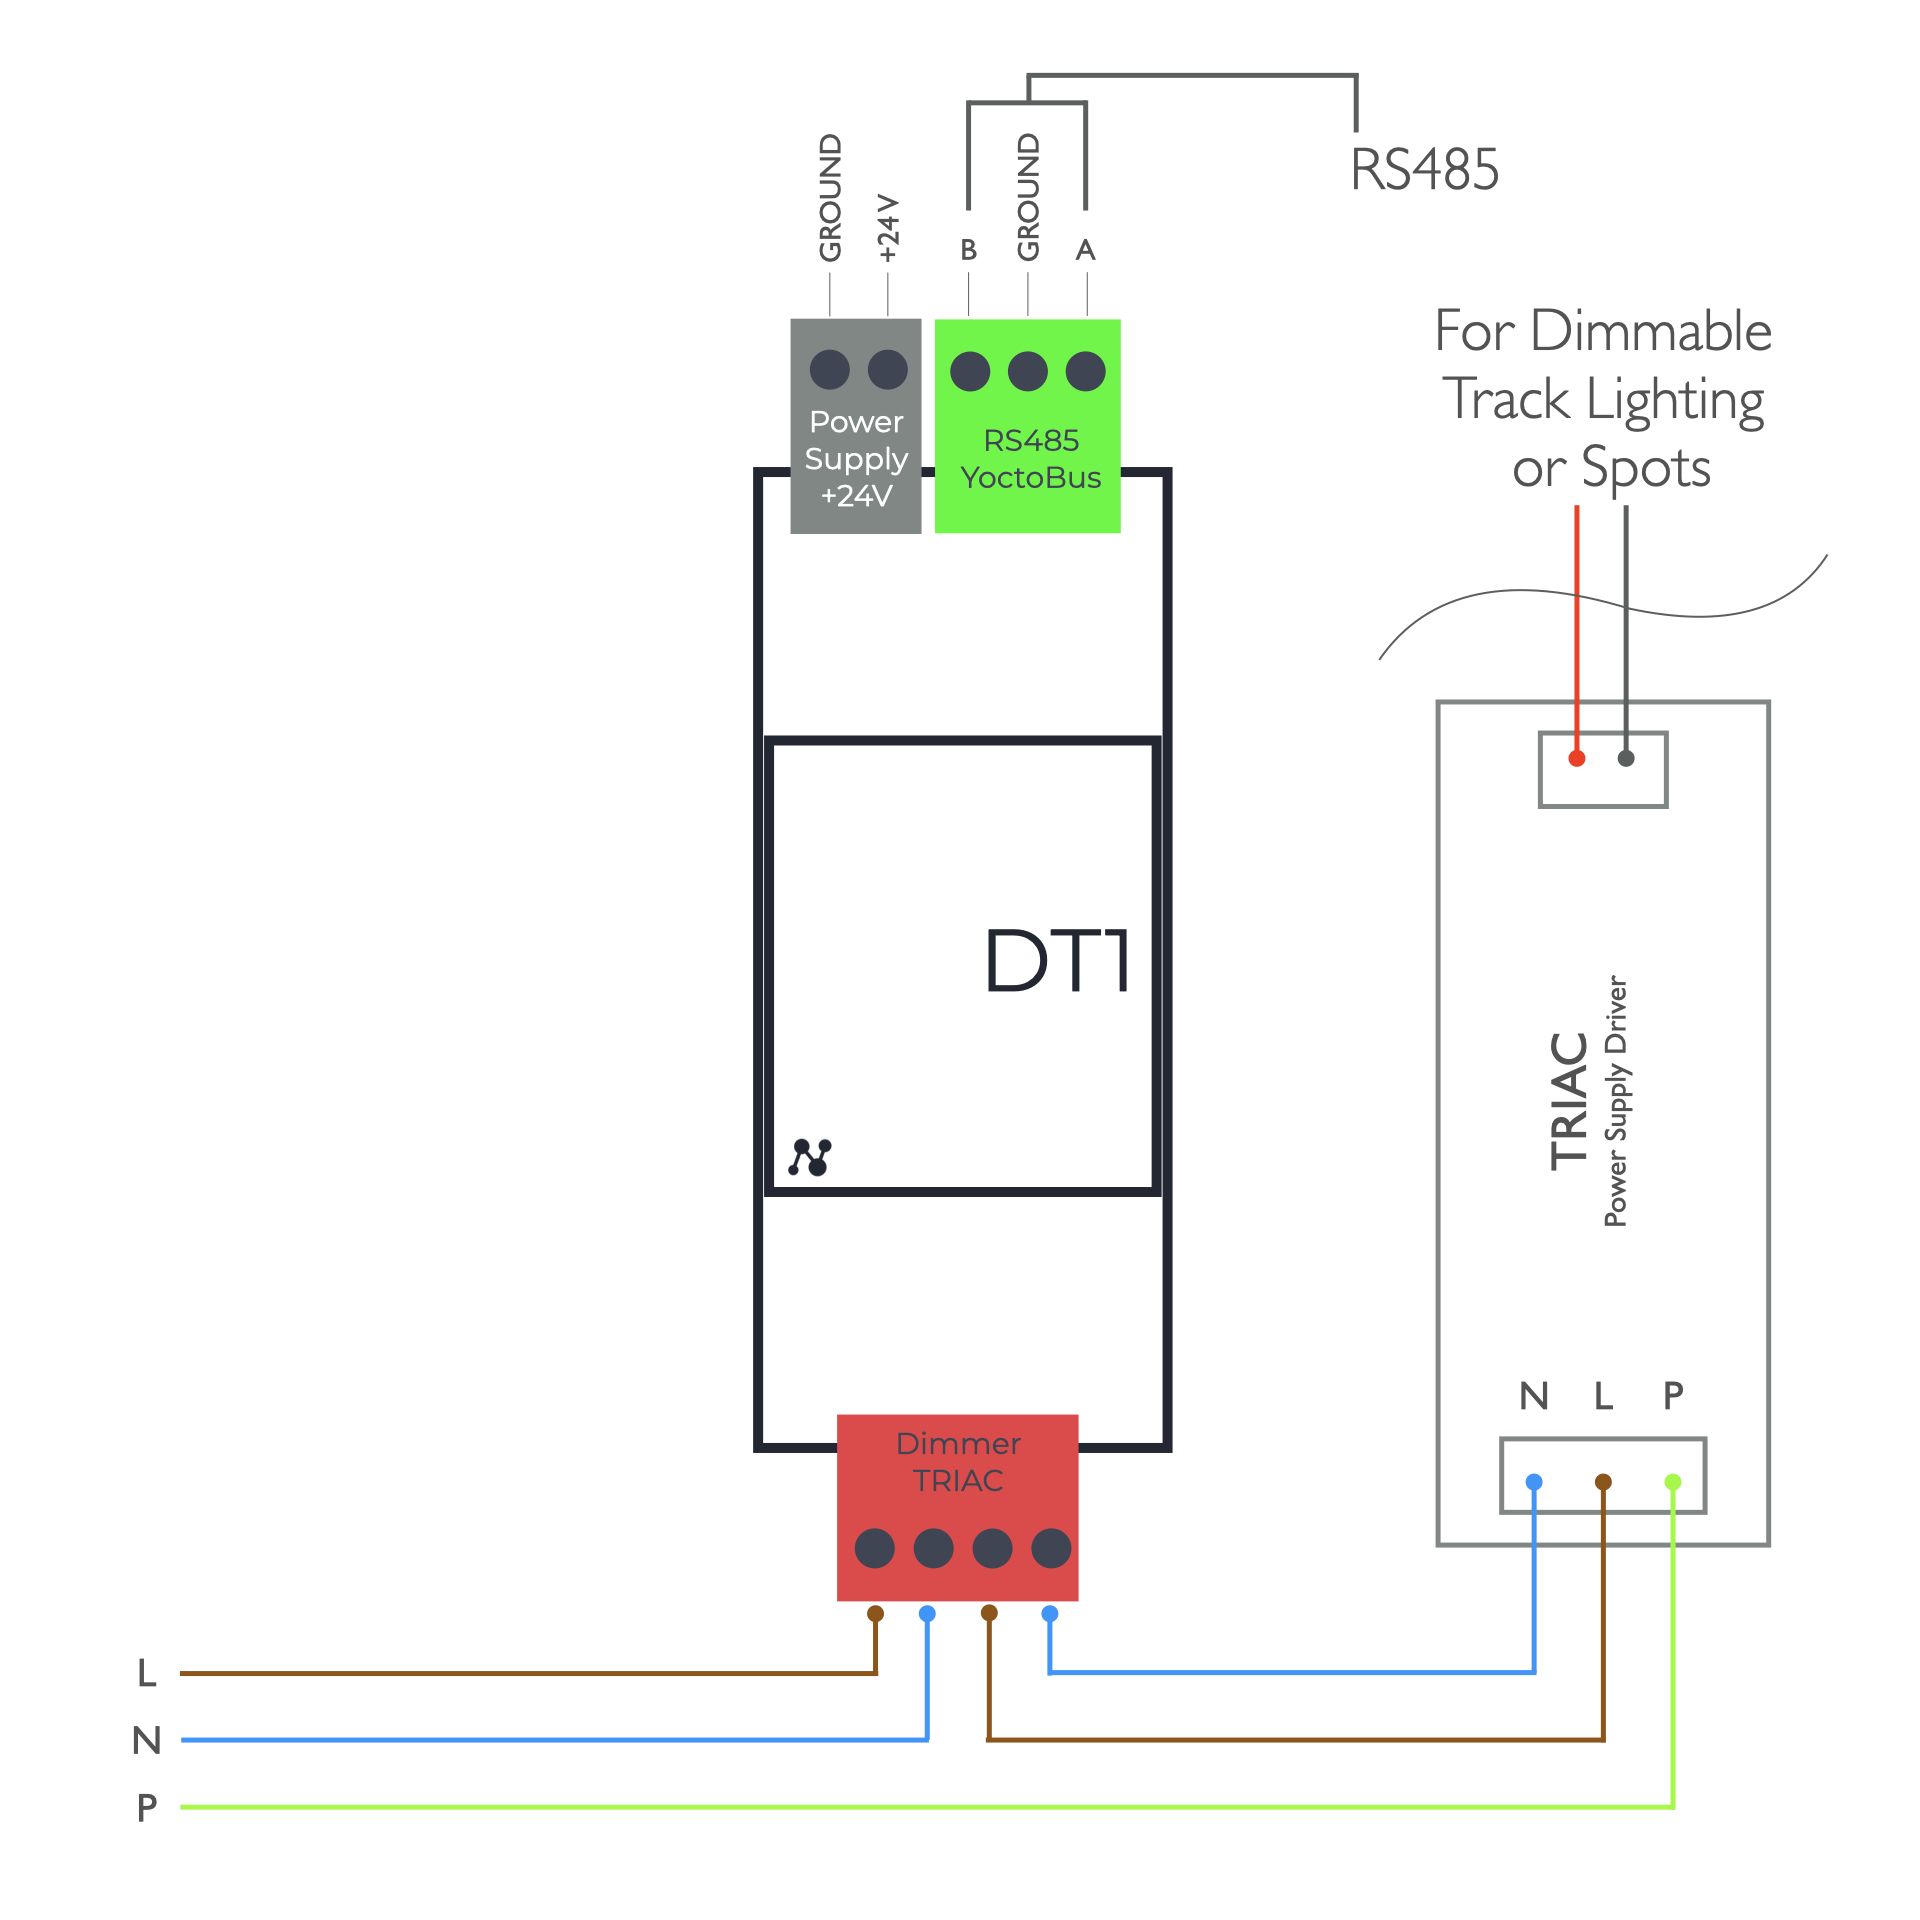 GROUND
+24V
B
GROUND
A
RS485
Power
Supply
+24V
RS485
YoctoBus
For Dimmable
Track Lighting
or Spots
DT1
TRIAC
Power Supply Driver
N L P
Dimmer
TRIAC
L
N
P